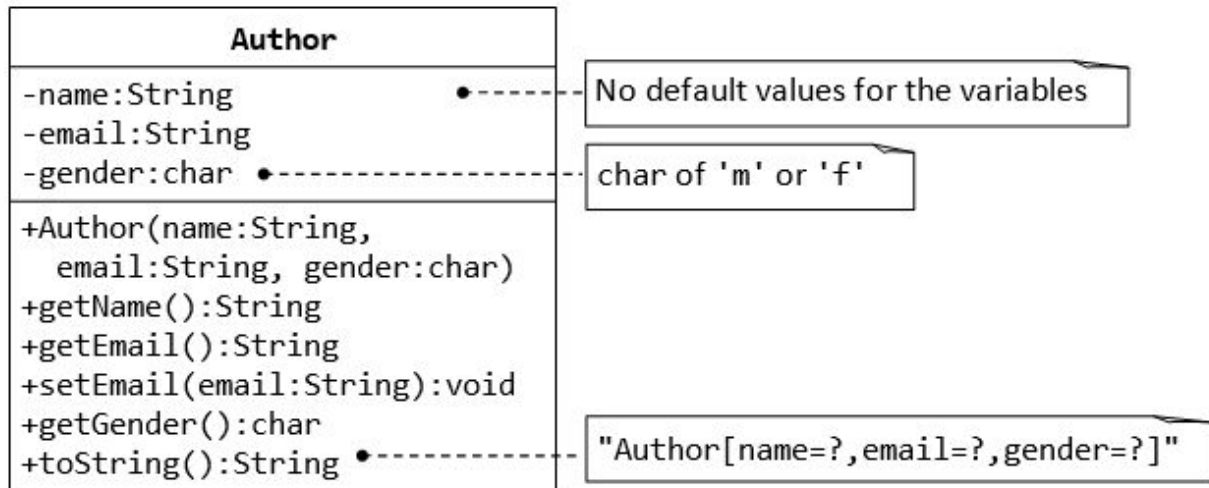 Author
-name:String
-email:String
-gender:char
+Author(name:String,
email:String, gender:char)
+getName():String
+getEmail():String
+setEmail(email:String):void
+getGender():char
+toString():String
No default values for the variables
char of 'm' or 'f'
"Author[name=?,email=?,gender=?]"